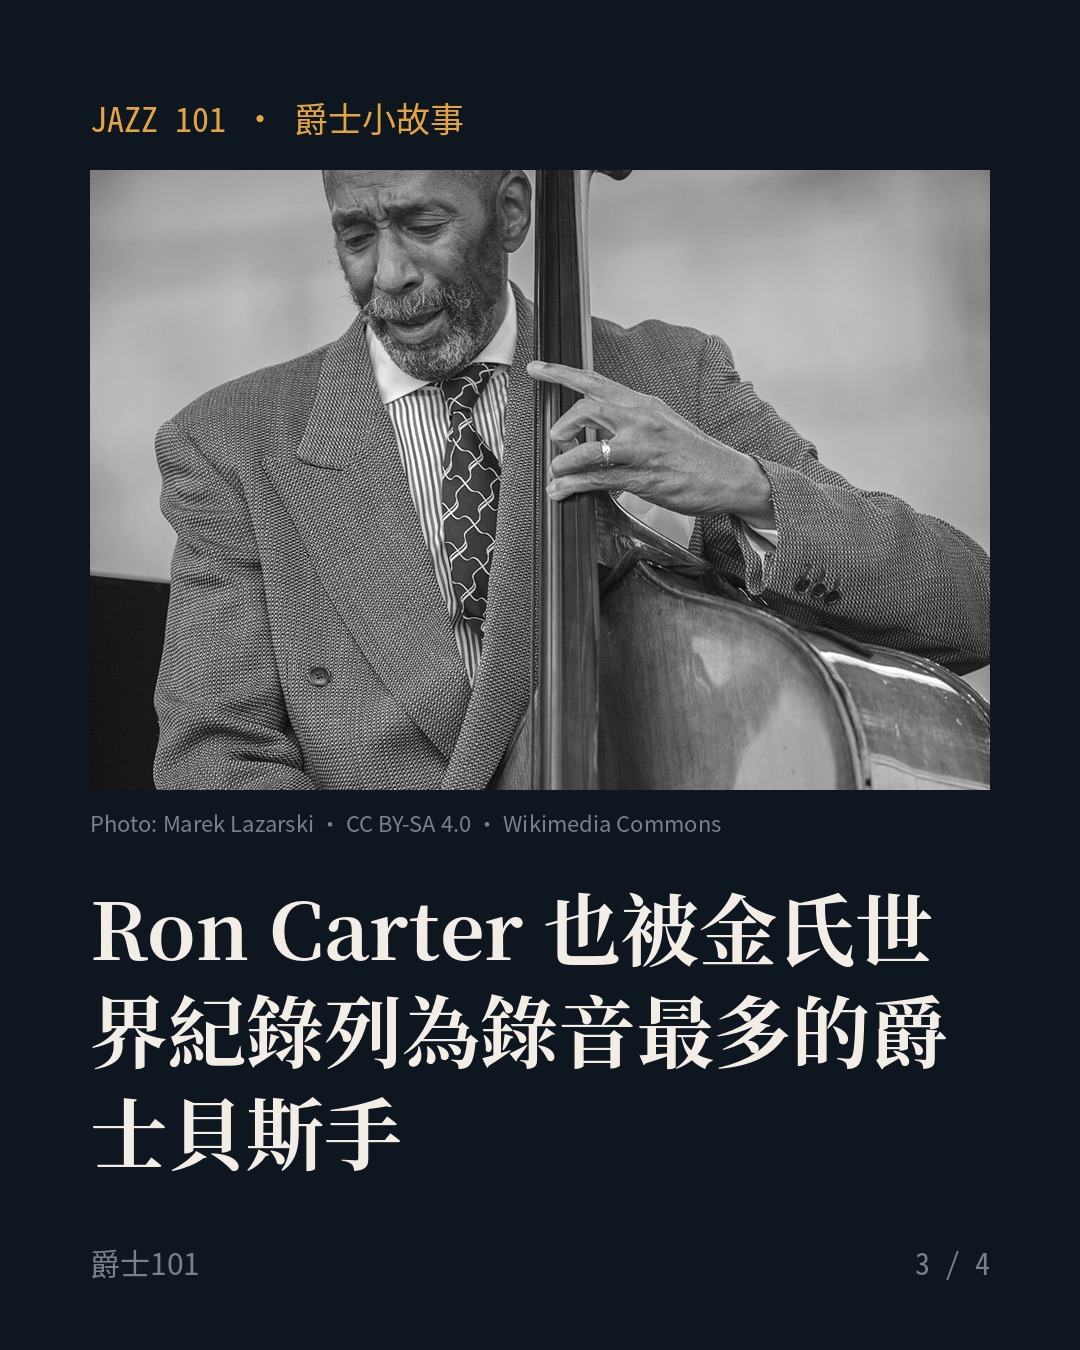 JAZZ 101 · 爵士小故事
Photo: Marek Lazarski · CC BY-SA 4.0 · Wikimedia Commons
Ron Carter 也被金氏世
界紀錄列為錄音最多的爵
士貝斯手
爵士101
3 / 4